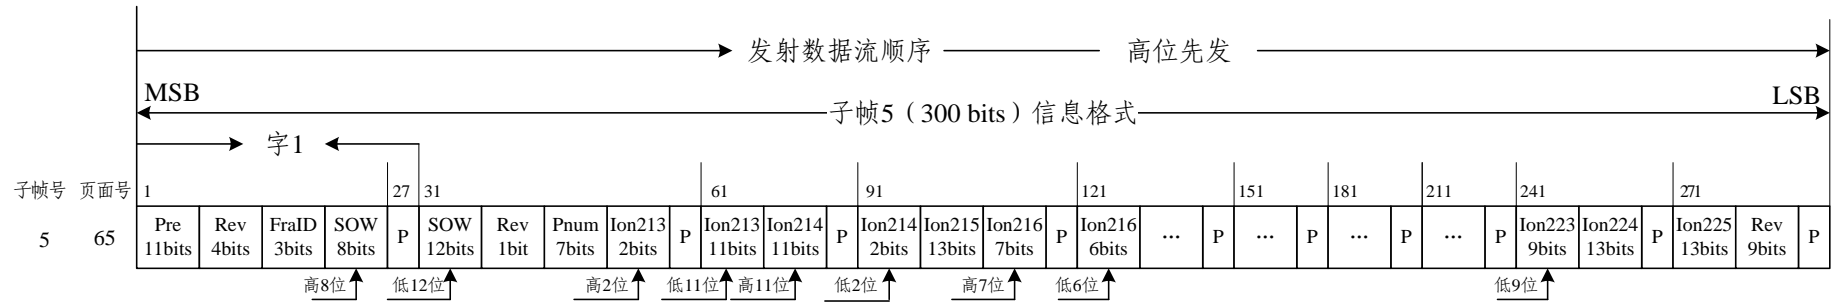 发射数据流顺序 高位先发
MSB LSB
子帧5（300 bits）信息格式
字1
子帧号 页面号 1 27 31 61 91 121 151 181 211 241 271
Pre Rev FraID SOW P SOW Rev Pnum Ion213 P Ion213 Ion214 P Ion214 Ion215 Ion216 P Ion216 ... P ... P ... P ... P Ion223 Ion224 P Ion225 Rev P
5 65 11bits 4bits 3bits 8bits 12bits 1bit 7bits 2bits 11bits 11bits 2bits 13bits 7bits 6bits 9bits 13bits 13bits 9bits
高8位 低12位 高2位 低11位 高11位 低2位 高7位 低6位 低9位